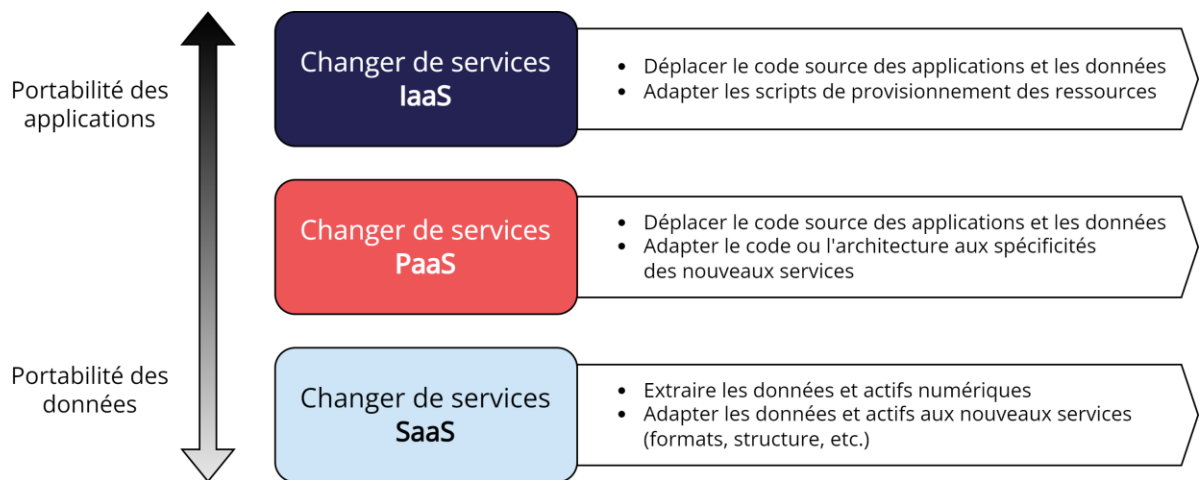 Portabilité des
applications
Changer de services
IaaS
• Déplacer le code source des applications et les données
• Adapter les scripts de provisionnement des ressources
Changer de services
PaaS
• Déplacer le code source des applications et les données
• Adapter le code ou l'architecture aux spécificités
des nouveaux services
Portabilité des
données
Changer de services
SaaS
• Extraire les données et actifs numériques
• Adapter les données et actifs aux nouveaux services
(formats, structure, etc.)